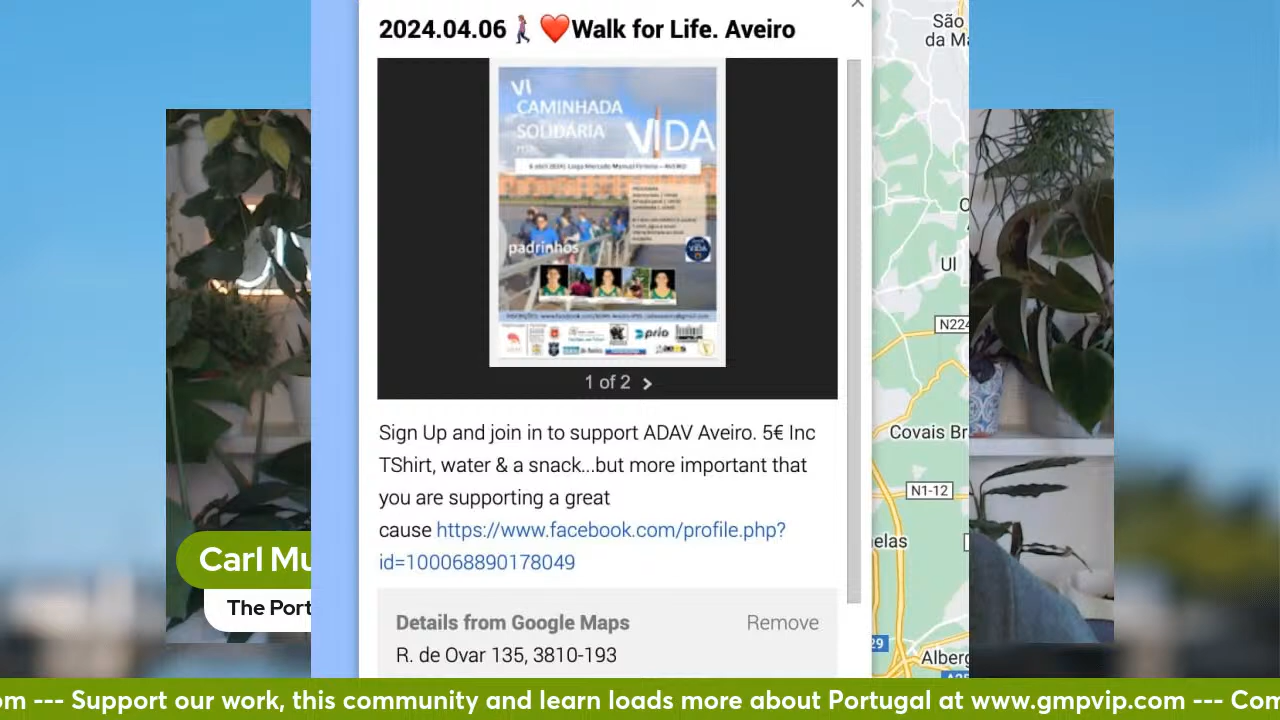 2024.04.06🚶‍♀️❤️Walk for Life. Aveiro
VI
CAMINHADA
SOLIDÁRIA
VIDA
padrinhos
prio
1 of 2
Sign Up and join in to support ADAV Aveiro. 5€ Inc
TShirt, water & a snack...but more important that
you are supporting a great
cause https://www.facebook.com/profile.php?
id=100068890178049
Details from Google Maps
Remove
R. de Ovar 135, 3810-193
São
da Ma
Ul
N224
Covais Br
N1-12
elas
29
Alberg
Carl Mu
The Port
om --- Support our work, this community and learn loads more about Portugal at www.gmpvip.com --- Con